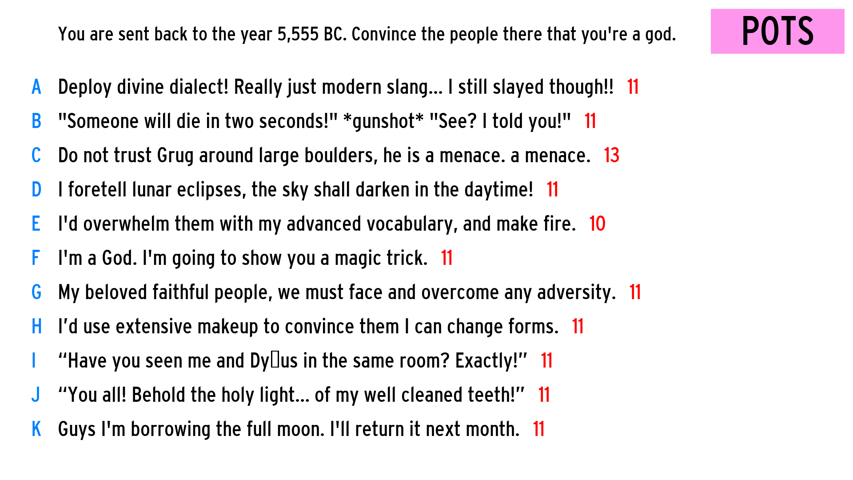 You are sent back to the year 5,555 BC. Convince the people there that you're a god.
POTS
A Deploy divine dialect! Really just modern slang... I still slayed though!! 11
B "Someone will die in two seconds!" *gunshot* "See? I told you!" 11
C Do not trust Grug around large boulders, he is a menace. a menace. 13
D I foretell lunar eclipses, the sky shall darken in the daytime! 11
E I'd overwhelm them with my advanced vocabulary, and make fire. 10
F I'm a God. I'm going to show you a magic trick. 11
G My beloved faithful people, we must face and overcome any adversity. 11
H I’d use extensive makeup to convince them I can change forms. 11
I “Have you seen me and Dy▯us in the same room? Exactly!” 11
J “You all! Behold the holy light... of my well cleaned teeth!” 11
K Guys I'm borrowing the full moon. I'll return it next month. 11